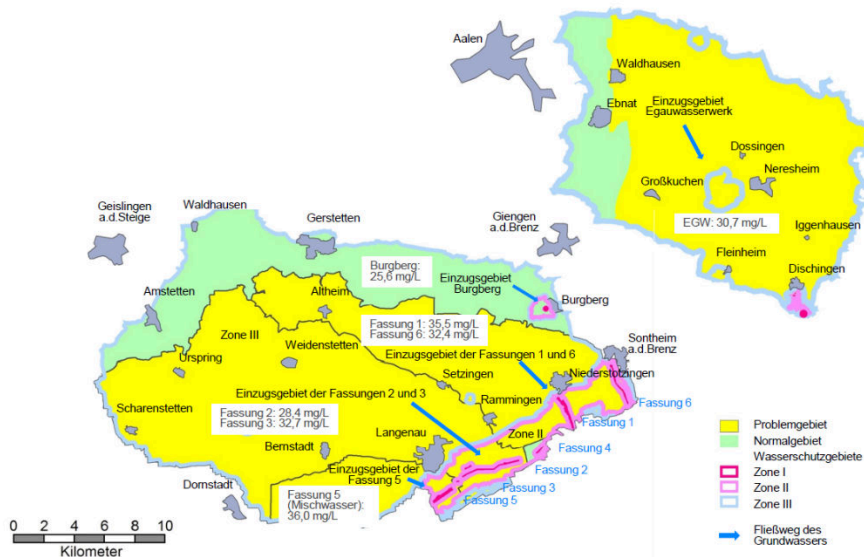 Aalen
Waldhausen
Ebnat
Einzugsgebiet
Egauwasserwerk
Dossingen
Neresheim
Großkuchen
EGW: 30,7 mg/L
Iggenhausen
Fleinheim
Dischingen
Geislingen
a.d.Steige
Waldhausen
Gerstetten
Giengen
a.d.Brenz
Burgberg:
25,6 mg/L
Einzugsgebiet
Burgberg
Burgberg
Amstetten
Altheim
Zone III
Fassung 1: 35,5 mg/L
Fassung 6: 32,4 mg/L
Sontheim
a.d.Brenz
Weidenstetten
Einzugsgebiet der Fassungen 1 und 6
Urspring
Setzingen
Niederstotzingen
Einzugsgebiet der Fassungen 2 und 3
Rammingen
Fassung 6
Scharenstetten
Fassung 2: 28,4 mg/L
Fassung 3: 32,7 mg/L
Fassung 1
Langenau
Zone II
Bernstadt
Fassung 4
Einzugsgebiet der
Fassung 5
Fassung 2
Dornstadt
Fassung 3
Fassung 5
(Mischwasser):
36,0 mg/L
Fassung 5
Problemgebiet
Normalgebiet
Wasserschutzgebiete
Zone I
Zone II
Zone III
Fließweg des
Grundwassers
0 2 4 6 8 10
Kilometer